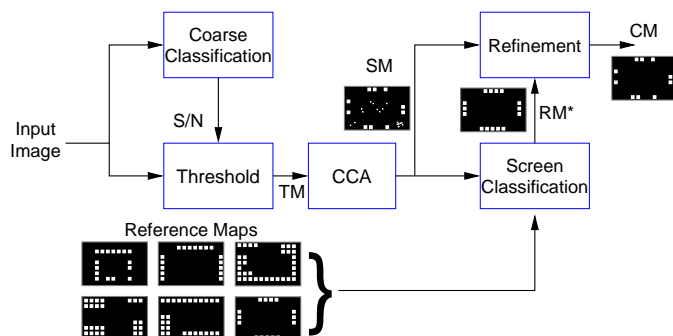 Coarse
Classification
Refinement
CM
SM
S/N
RM*
Input
Image
Threshold
TM
CCA
Screen
Classification
Reference Maps